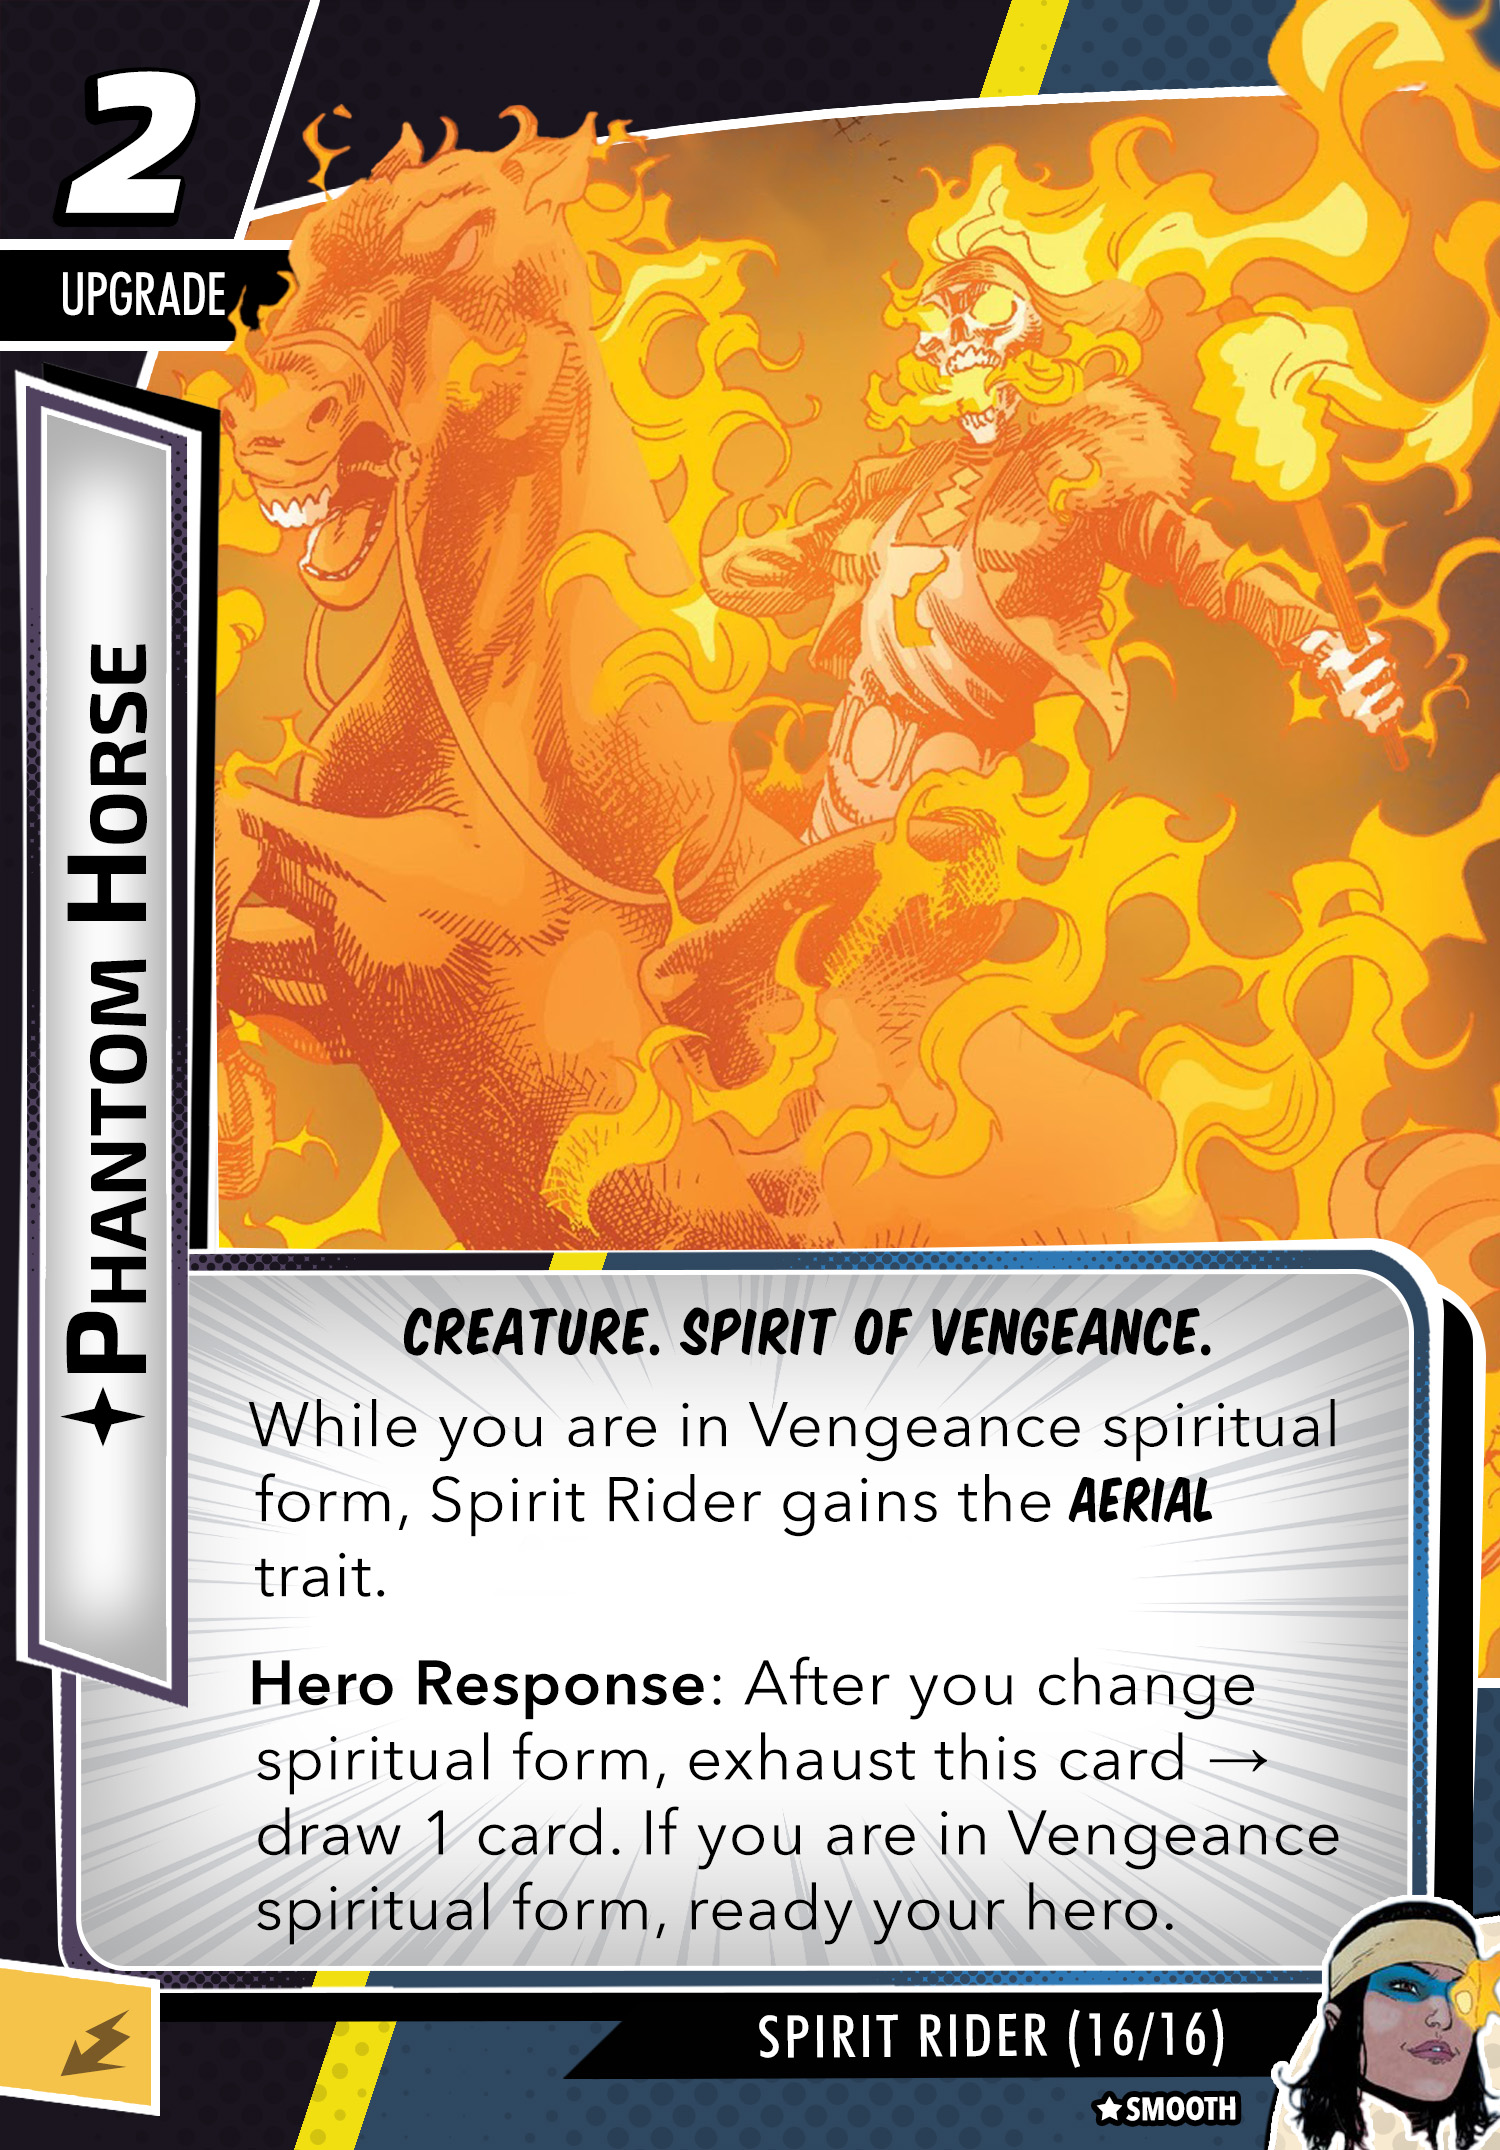 2
UPGRADE
PHANTOM HORSE
CREATURE. SPIRIT OF VENGEANCE.
While you are in Vengeance spiritual
form, Spirit Rider gains the AERIAL
trait.
Hero Response: After you change
spiritual form, exhaust this card →
draw 1 card. If you are in Vengeance
spiritual form, ready your hero.
SPIRIT RIDER (16/16)
★SMOOTH